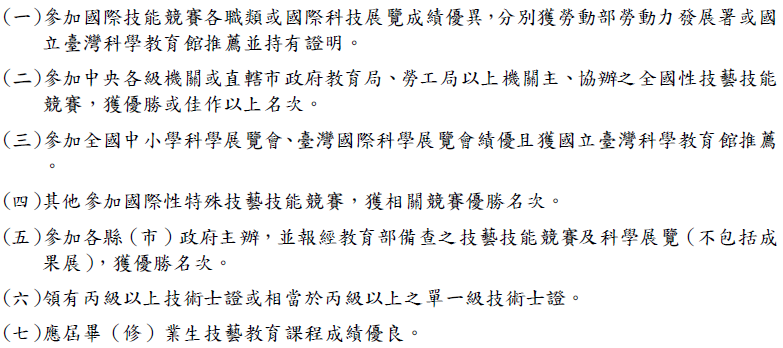 (一)參加國際技能競賽各職類或國際科技展覽成績優異，分別獲勞動部勞動力發展署或國
立臺灣科學教育館推薦並持有證明。
(二)參加中央各級機關或直轄市政府教育局、勞工局以上機關主、協辦之全國性技藝技能
競賽，獲優勝或佳作以上名次。
(三)參加全國中小學科學展覽會、臺灣國際科學展覽會績優且獲國立臺灣科學教育館推薦
。
(四)其他參加國際性特殊技藝技能競賽，獲相關競賽優勝名次。
(五)參加各縣（市）政府主辦，並報經教育部備查之技藝技能競賽及科學展覽（不包括成
果展），獲優勝名次。
(六)領有丙級以上技術士證或相當於丙級以上之單一級技術士證。
(七)應屆畢（修）業生技藝教育課程成績優良。